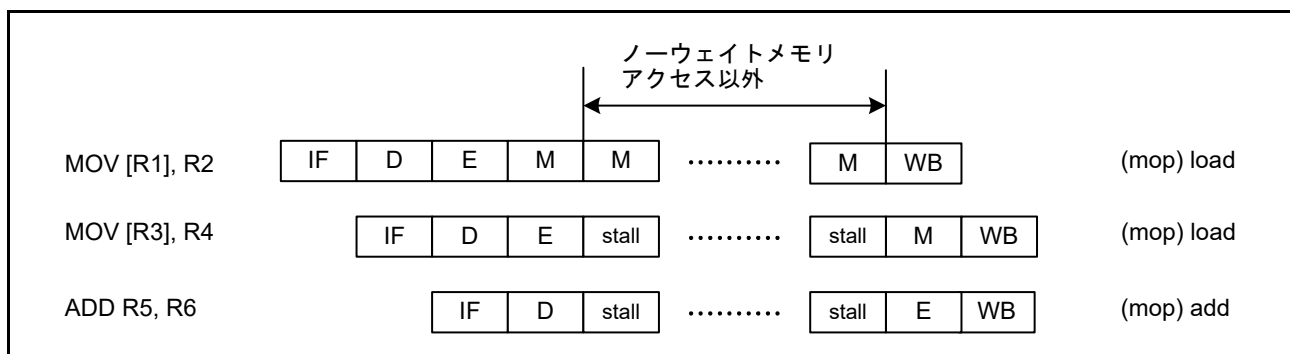 ノーウェイトメモリ
アクセス以外
MOV [R1], R2 IF D E M M ·········· M WB (mop) load
MOV [R3], R4 IF D E stall ·········· stall M WB (mop) load
ADD R5, R6 IF D stall ·········· stall E WB (mop) add